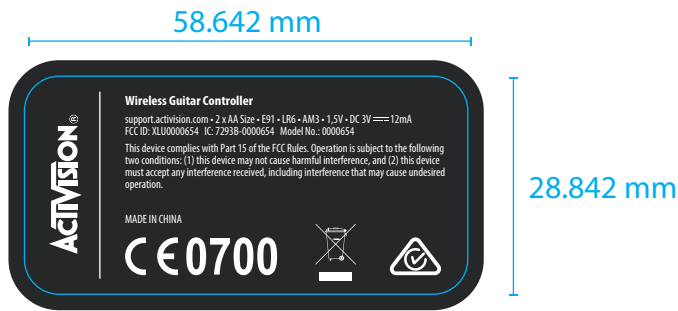 58.642 mm
ACTIVISION®
Wireless Guitar Controller
support.activision.com • 2 x AA Size • E91 • LR6 • AM3 • 1,5V • DC 3V ⎓ 12mA
FCC ID: XLU0000654 IC: 7293B-0000654 Model No.: 0000654
This device complies with Part 15 of the FCC Rules. Operation is subject to the following
two conditions: (1) this device may not cause harmful interference, and (2) this device
must accept any interference received, including interference that may cause undesired
operation.
MADE IN CHINA
CE0700
28.842 mm